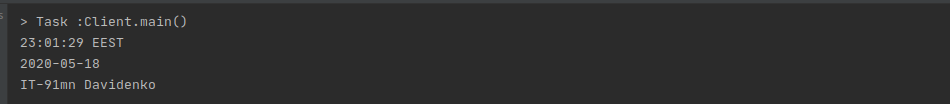 > Task :Client.main()
23:01:29 EEST
2020-05-18
IT-91mn Davidenko